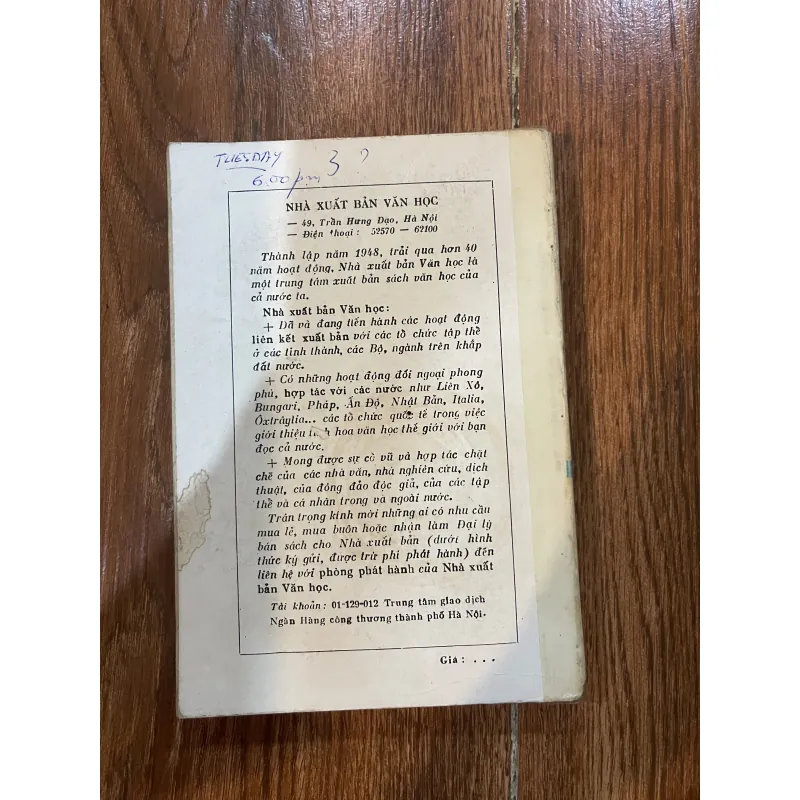 TUESDAY 3 ?
6.00 pm
NHÀ XUẤT BẢN VĂN HỌC
— 49, Trần Hưng Đạo, Hà Nội
— Điện thoại : 52570 — 62100
Thành lập năm 1948, trải qua hơn 40
năm hoạt động, Nhà xuất bản Văn học là
một trung tâm xuất bản sách văn học của
cả nước ta.
Nhà xuất bản Văn học:
+ Đã và đang tiến hành các hoạt động
liên kết xuất bản với các tổ chức tập thể
ở các tỉnh thành, các Bộ, ngành trên khắp
đất nước.
+ Có những hoạt động đối ngoại phong
phú, hợp tác với các nước như Liên Xô,
Bungari, Pháp, Ấn Độ, Nhật Bản, Italia,
Ôxtrâylia... các tổ chức quốc tế trong việc
giới thiệu tinh hoa văn học thế giới với bạn
đọc cả nước.
+ Mong được sự cổ vũ và hợp tác chặt
chẽ của các nhà văn, nhà nghiên cứu, dịch
thuật, của đông đảo độc giả, của các tập
thể và cá nhân trong và ngoài nước.
Trân trọng kính mời những ai có nhu cầu
mua lẻ, mua buôn hoặc nhận làm Đại lý
bán sách cho Nhà xuất bản (dưới hình
thức ký gửi, được trừ phí phát hành) đến
liên hệ với phòng phát hành của Nhà xuất
bản Văn học.
Tài khoản : 01-129-012 Trung tâm giao dịch
Ngân Hàng công thương thành phố Hà Nội.
Giá : . . .